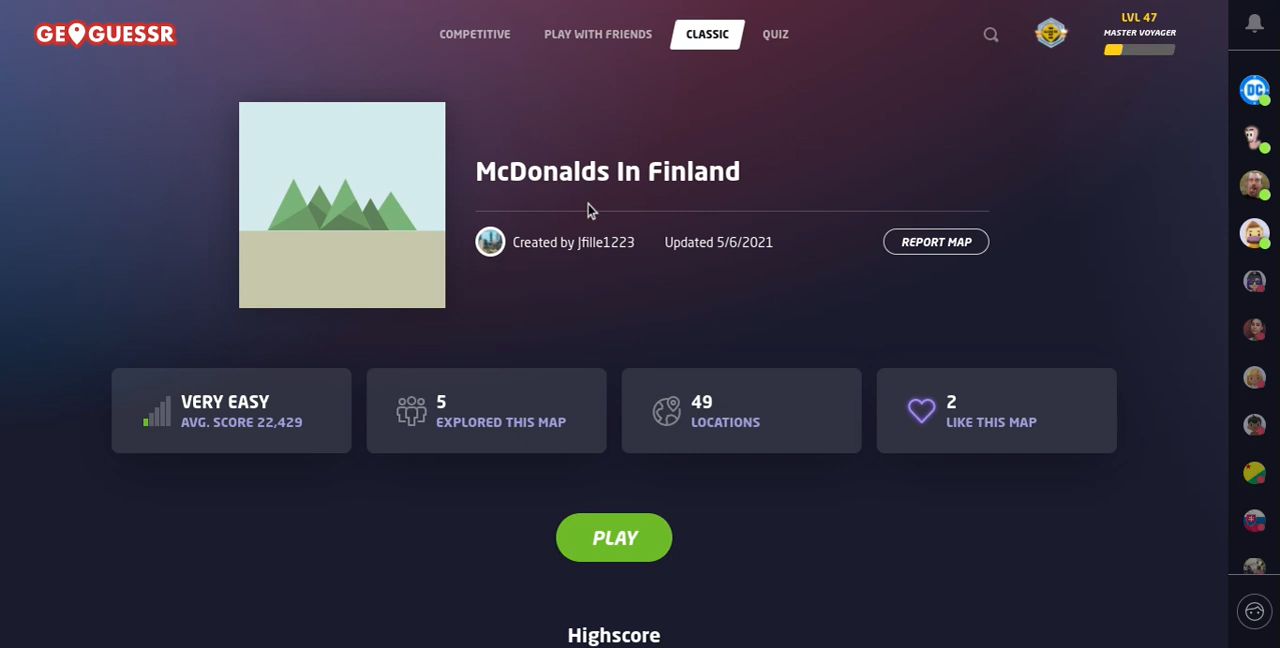 GEOGUESSR
COMPETITIVE
PLAY WITH FRIENDS
CLASSIC
QUIZ
LVL 47
MASTER VOYAGER
DC
McDonalds In Finland
Created by Jfille1223
Updated 5/6/2021
REPORT MAP
VERY EASY
AVG. SCORE 22,429
5
EXPLORED THIS MAP
49
LOCATIONS
2
LIKE THIS MAP
PLAY
Highscore